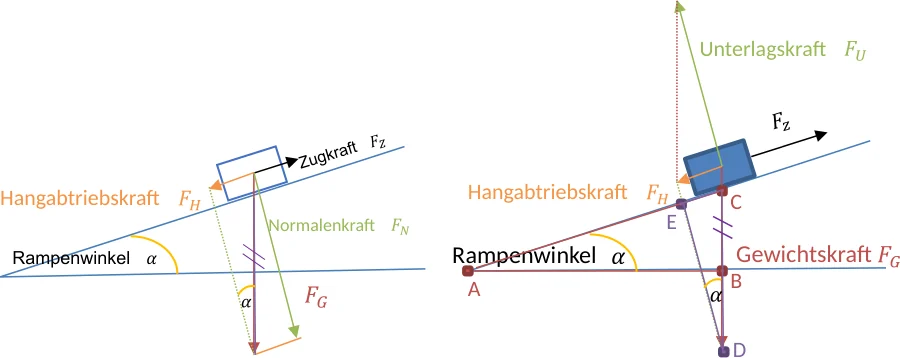 Zugkraft F_Z
Hangabtriebskraft F_H
Normalenkraft F_N
Rampenwinkel α
α
F_G
Unterlagskraft F_U
F_z
Hangabtriebskraft F_H
C
E
Rampenwinkel α
Gewichtskraft F_G
A
B
α
D